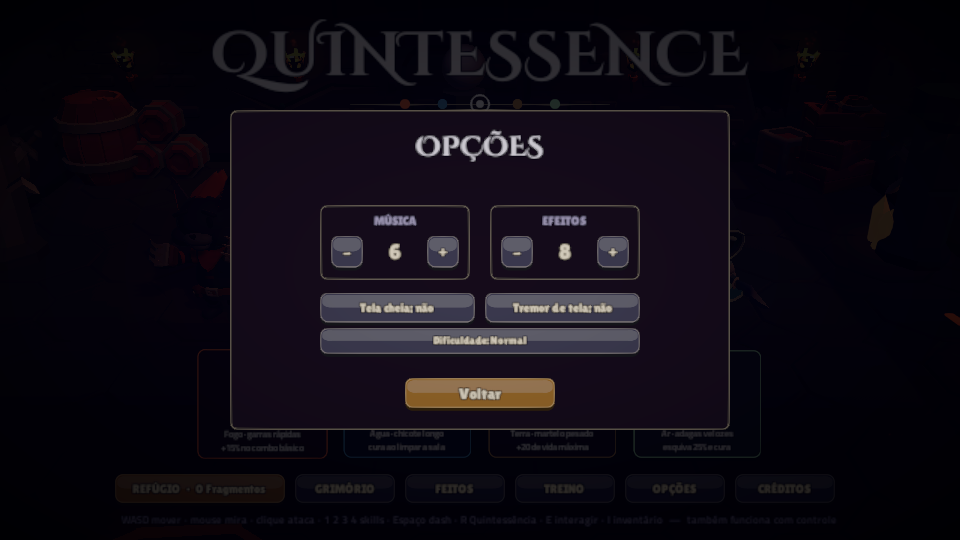 QUINTESSENCE
OPÇÕES
MÚSICA
EFEITOS
- 6 +
- 8 +
Tela cheia: não
Tremor de tela: não
Dificuldade: Normal
Voltar
Fogo · garras rápidas
+15% no combo básico
Água · chicote longo
cura ao limpar a sala
Terra · martelo pesado
+20 de vida máxima
Ar · adagas velozes
esquiva 25% e cura
REFÚGIO · 0 Fragmentos
GRIMÓRIO
FEITOS
TREINO
OPÇÕES
CRÉDITOS
WASD mover · mouse mira · clique ataca · 1 2 3 4 skills · Espaço dash · R Quintessência · E interagir · I inventário — também funciona com controle